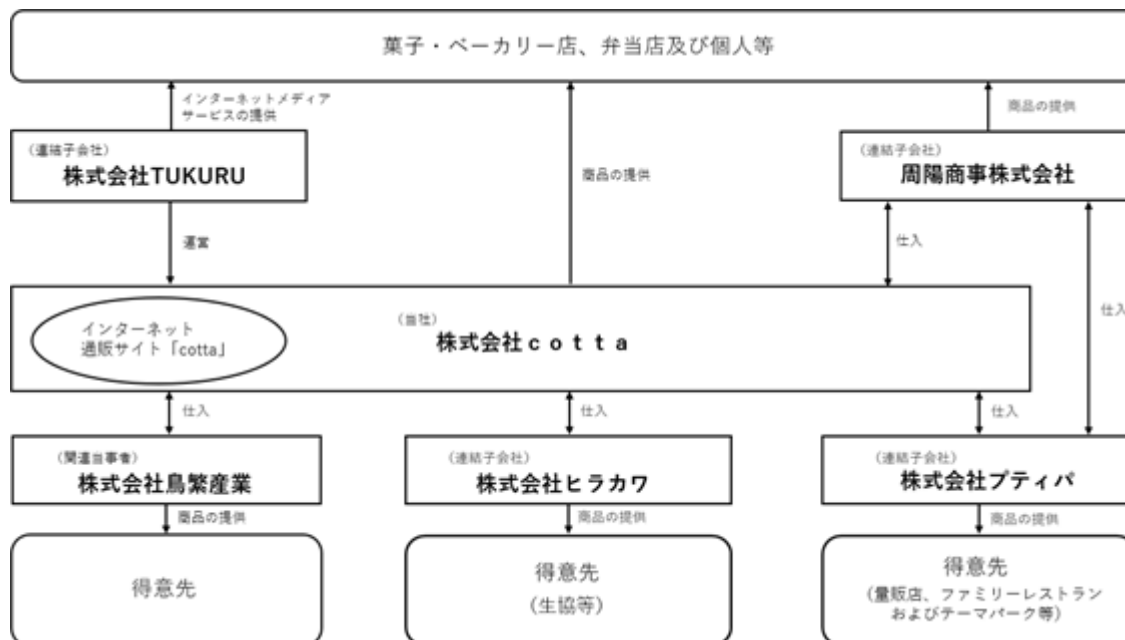 菓子・ベーカリー店、弁当店及び個人等
インターネットメディア
サービスの提供
商品の提供
（連結子会社）
株式会社TUKURU
商品の提供
（連結子会社）
周陽商事株式会社
運営
仕入
仕入
インターネット
通販サイト「cotta」
（当社）
株式会社ｃｏｔｔａ
仕入
仕入
仕入
（関連当事者）
株式会社鳥繁産業
（連結子会社）
株式会社ヒラカワ
（連結子会社）
株式会社プティパ
商品の提供
商品の提供
商品の提供
得意先
得意先
（生協等）
得意先
（量販店、ファミリーレストラン
およびテーマパーク等）